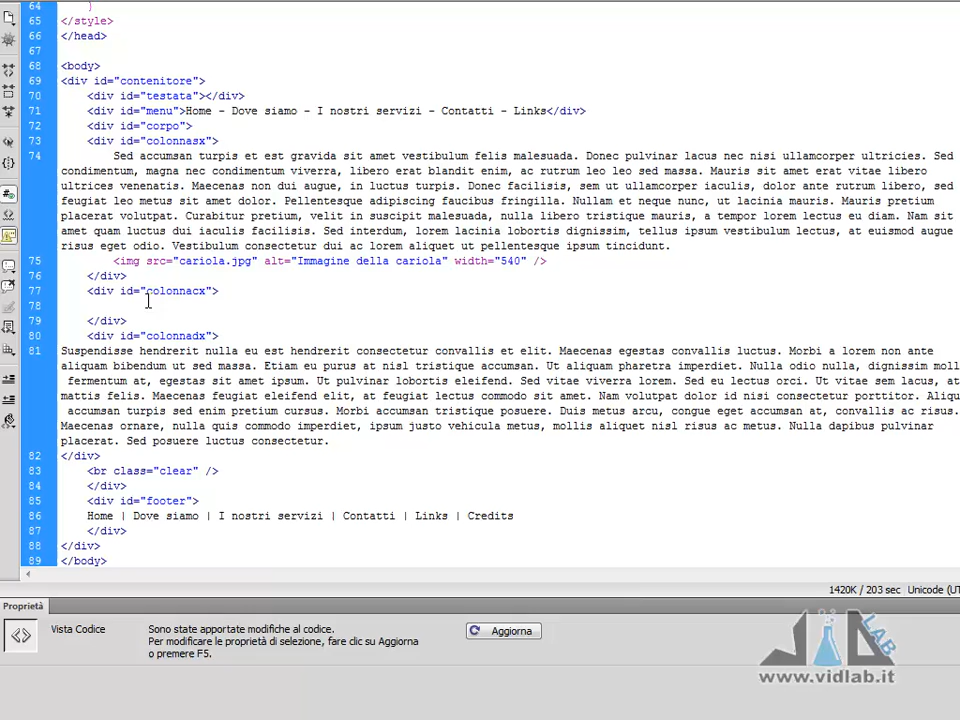 64 }
65 </style>
66 </head>
67
68 <body>
69 <div id="contenitore">
70 <div id="testata"></div>
71 <div id="menu">Home - Dove siamo - I nostri servizi - Contatti - Links</div>
72 <div id="corpo">
73 <div id="colonnasx">
74 Sed accumsan turpis et est gravida sit amet vestibulum felis malesuada. Donec pulvinar lacus nec nisi ullamcorper ultricies. Sed
condimentum, magna nec condimentum viverra, libero erat blandit enim, ac rutrum leo leo sed massa. Mauris sit amet erat vitae libero
ultrices venenatis. Maecenas non dui augue, in luctus turpis. Donec facilisis, sem ut ullamcorper iaculis, dolor ante rutrum libero, sed
feugiat leo metus sit amet dolor. Pellentesque adipiscing faucibus fringilla. Nullam et neque nunc, ut lacinia mauris. Mauris pretium
placerat volutpat. Curabitur pretium, velit in suscipit malesuada, nulla libero tristique mauris, a tempor lorem lectus eu diam. Nam sit
amet quam luctus dui iaculis facilisis. Sed interdum, lorem lacinia lobortis dignissim, tellus ipsum vestibulum lectus, at euismod augue
risus eget odio. Vestibulum consectetur dui ac lorem aliquet ut pellentesque ipsum tincidunt.
75 <img src="cariola.jpg" alt="Immagine della cariola" width="540" />
76 </div>
77 <div id="colonnacx">
78
79 </div>
80 <div id="colonnadx">
81 Suspendisse hendrerit nulla eu est hendrerit consectetur convallis et elit. Maecenas egestas convallis luctus. Morbi a lorem non ante
aliquam bibendum ut sed massa. Etiam eu purus at nisl tristique accumsan. Ut aliquam pharetra imperdiet. Nulla odio nulla, dignissim moll
fermentum at, egestas sit amet ipsum. Ut pulvinar lobortis eleifend. Sed vitae viverra lorem. Sed eu lectus orci. Ut vitae sem lacus, at
mattis felis. Maecenas feugiat eleifend elit, at feugiat lectus commodo sit amet. Nam volutpat dolor id nisi consectetur porttitor. Aliqu
accumsan turpis sed enim pretium cursus. Morbi accumsan tristique posuere. Duis metus arcu, congue eget accumsan at, convallis ac risus.
Maecenas ornare, nulla quis commodo imperdiet, ipsum justo vehicula metus, mollis aliquet nisl risus ac metus. Nulla dapibus pulvinar
placerat. Sed posuere luctus consectetur.
82 </div>
83 <br class="clear" />
84 </div>
85 <div id="footer">
86 Home | Dove siamo | I nostri servizi | Contatti | Links | Credits
87 </div>
88 </div>
89 </body>
1420K / 203 sec Unicode (UT
Proprietà
Vista Codice
Sono state apportate modifiche al codice.
Per modificare le proprietà di selezione, fare clic su Aggiorna
o premere F5.
Aggiorna
LAB
www.vidlab.it